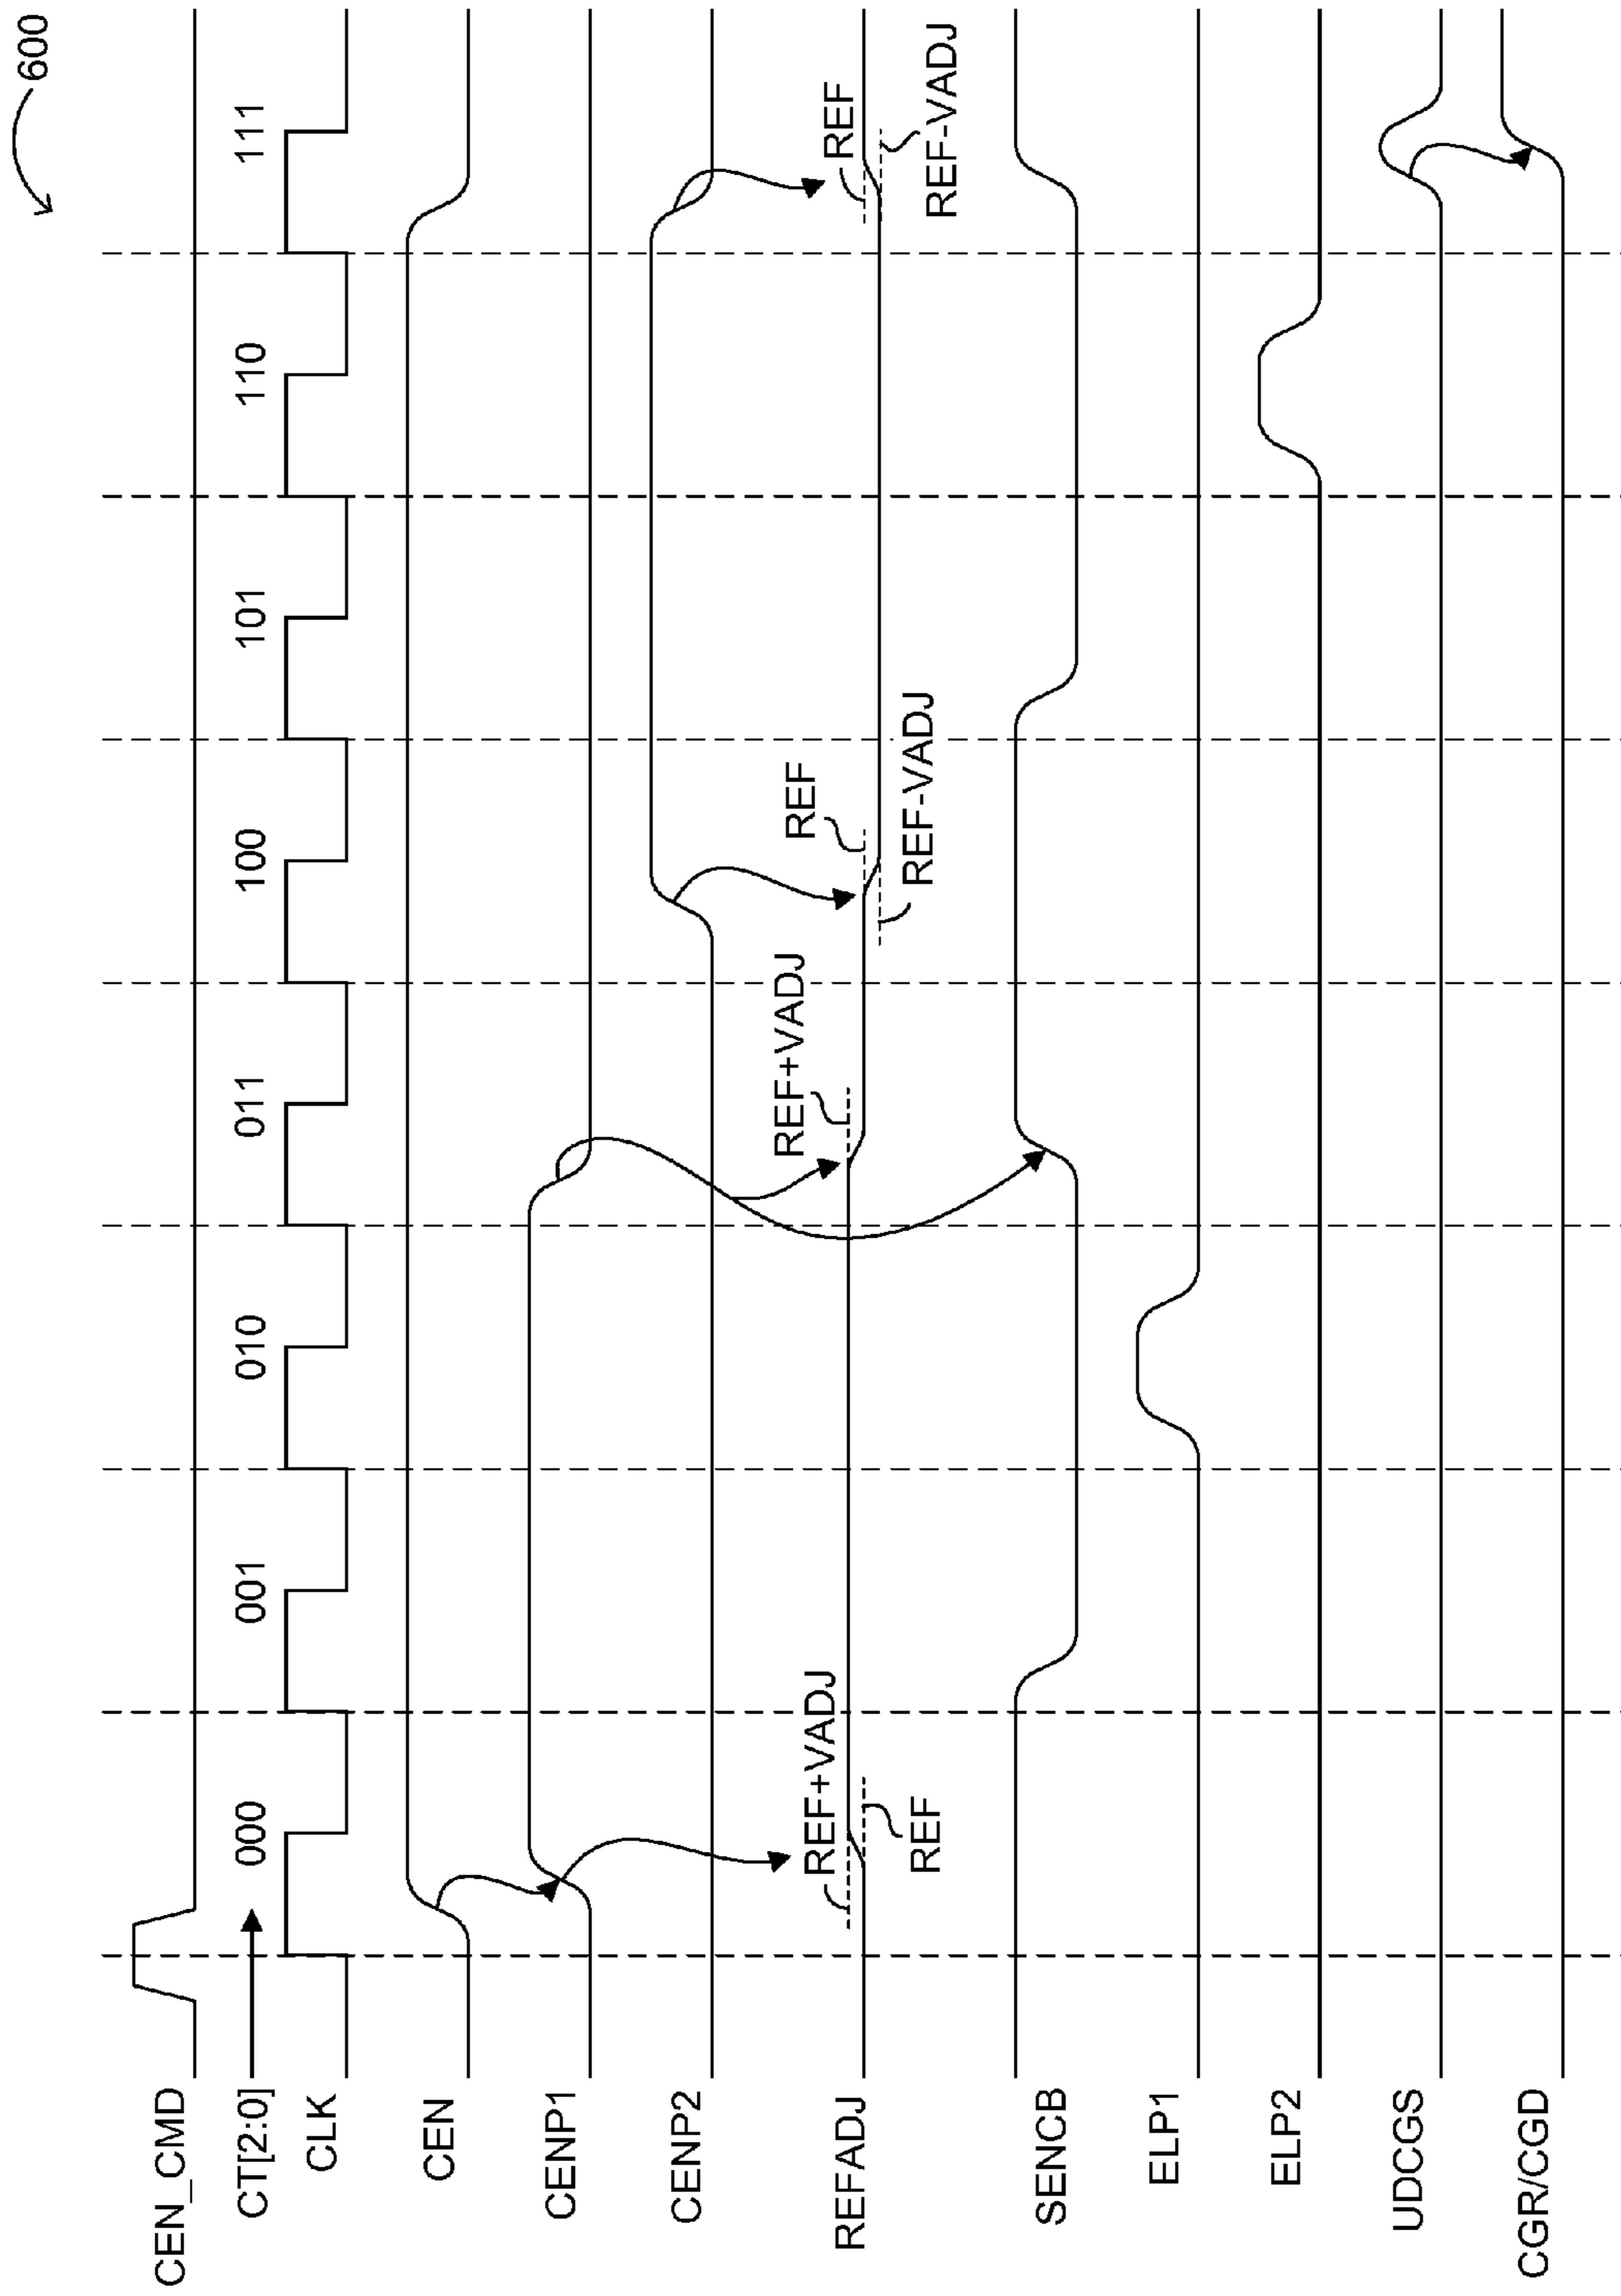 600
CEN_CMD
CT[2:0]
000
001
010
011
100
101
110
111
CLK
CEN
CENP1
CENP2
REFADJ
REF+VADJ
REF
REF+VADJ
REF
REF-VADJ
REF
REF-VADJ
SENCB
ELP1
ELP2
UDCGS
CGR/CGD